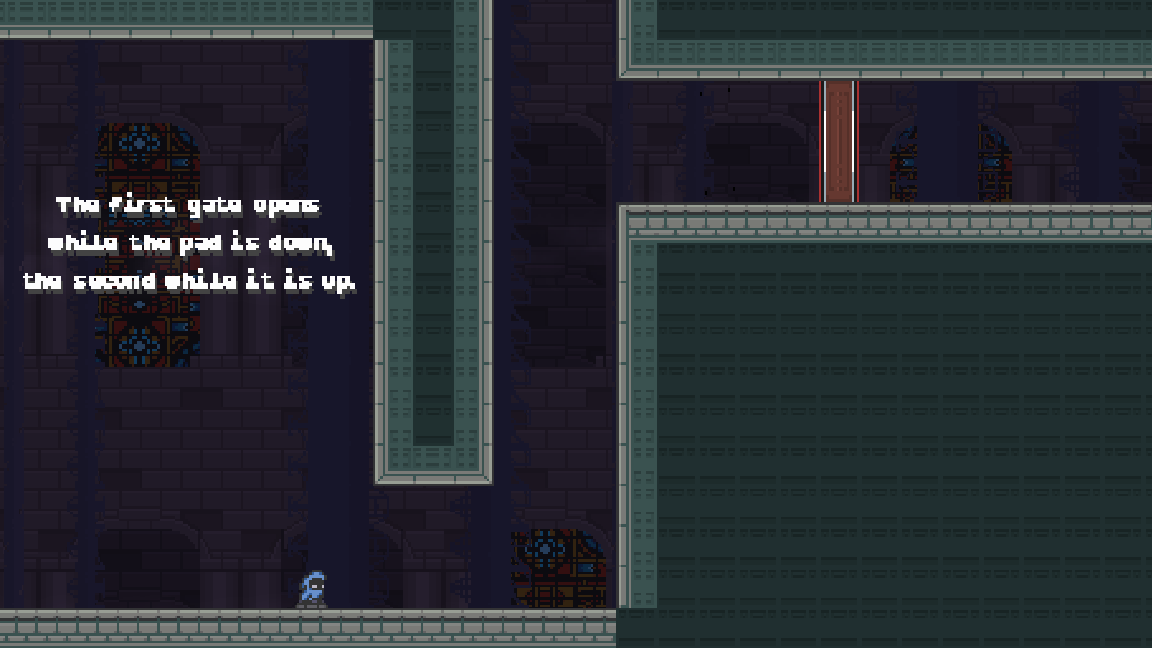 The first gate opens
while the pad is down,
the second while it is up.